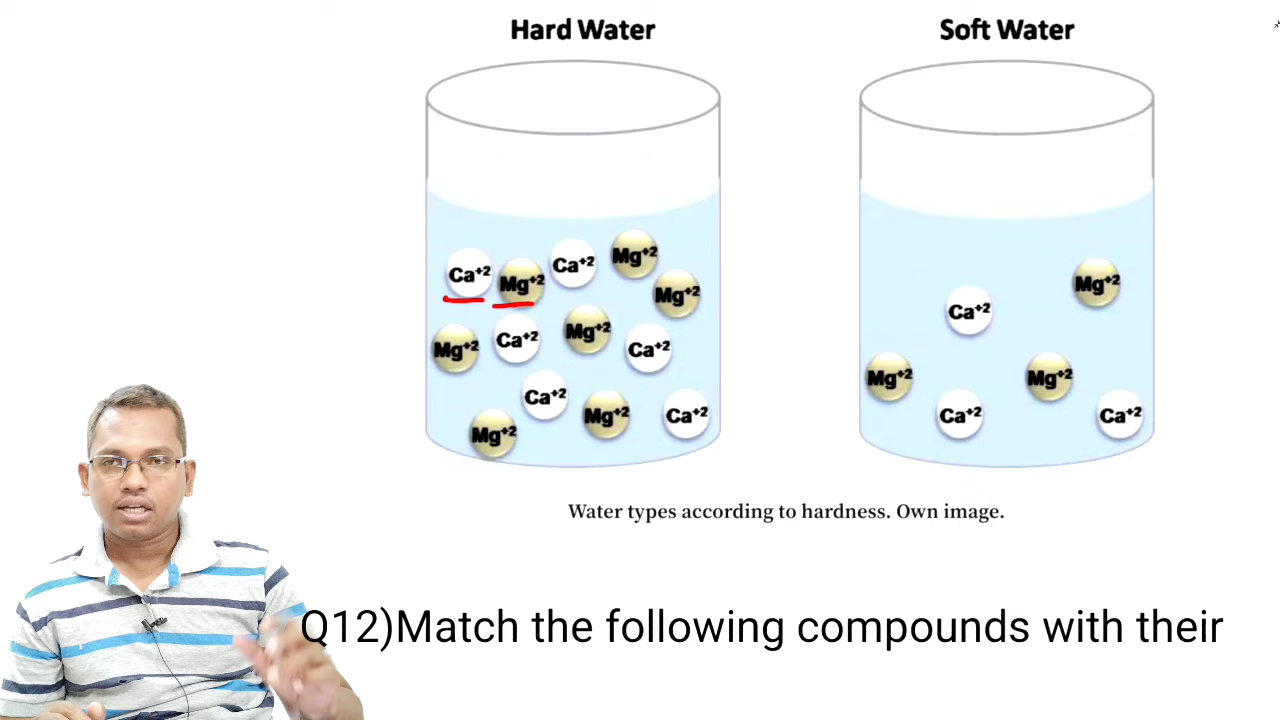 Hard Water
Soft Water
Ca+2 Mg+2 Ca+2 Mg+2 Mg+2
Mg+2 Ca+2 Mg+2 Ca+2
Ca+2 Mg+2 Ca+2
Mg+2
Ca+2 Mg+2
Mg+2 Mg+2
Ca+2 Ca+2
Water types according to hardness. Own image.
Q12)Match the following compounds with their